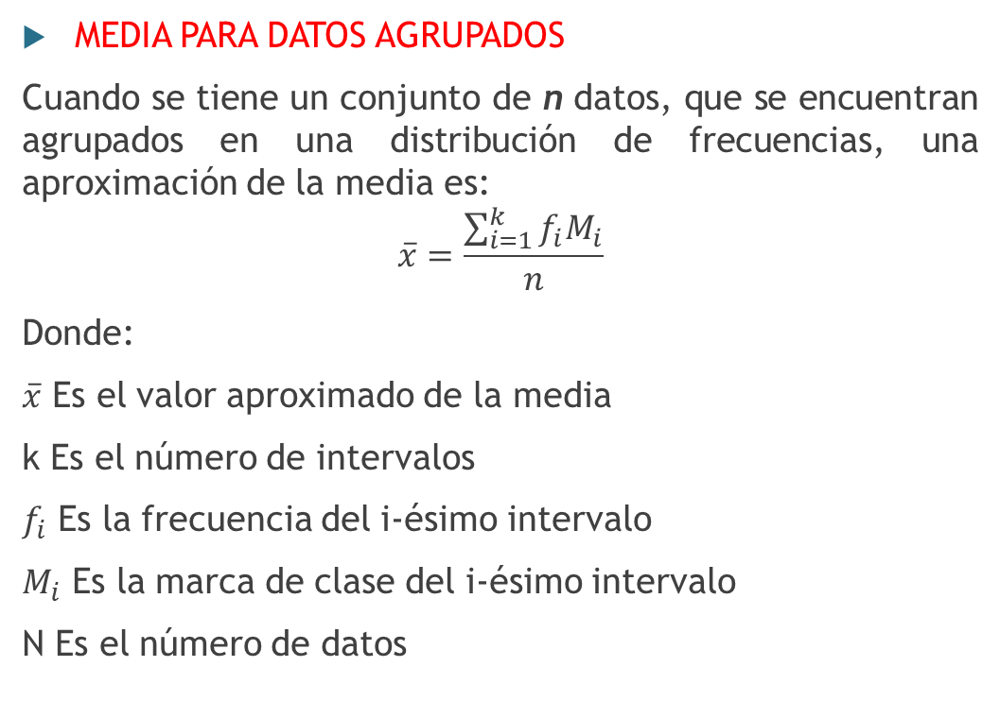 ▶ MEDIA PARA DATOS AGRUPADOS
Cuando se tiene un conjunto de n datos, que se encuentran
agrupados en una distribución de frecuencias, una
aproximación de la media es:
x̄ = \frac{\sum_{i=1}^{k} f_i M_i}{n}
Donde:
x̄ Es el valor aproximado de la media
k Es el número de intervalos
f_i Es la frecuencia del i-ésimo intervalo
M_i Es la marca de clase del i-ésimo intervalo
N Es el número de datos